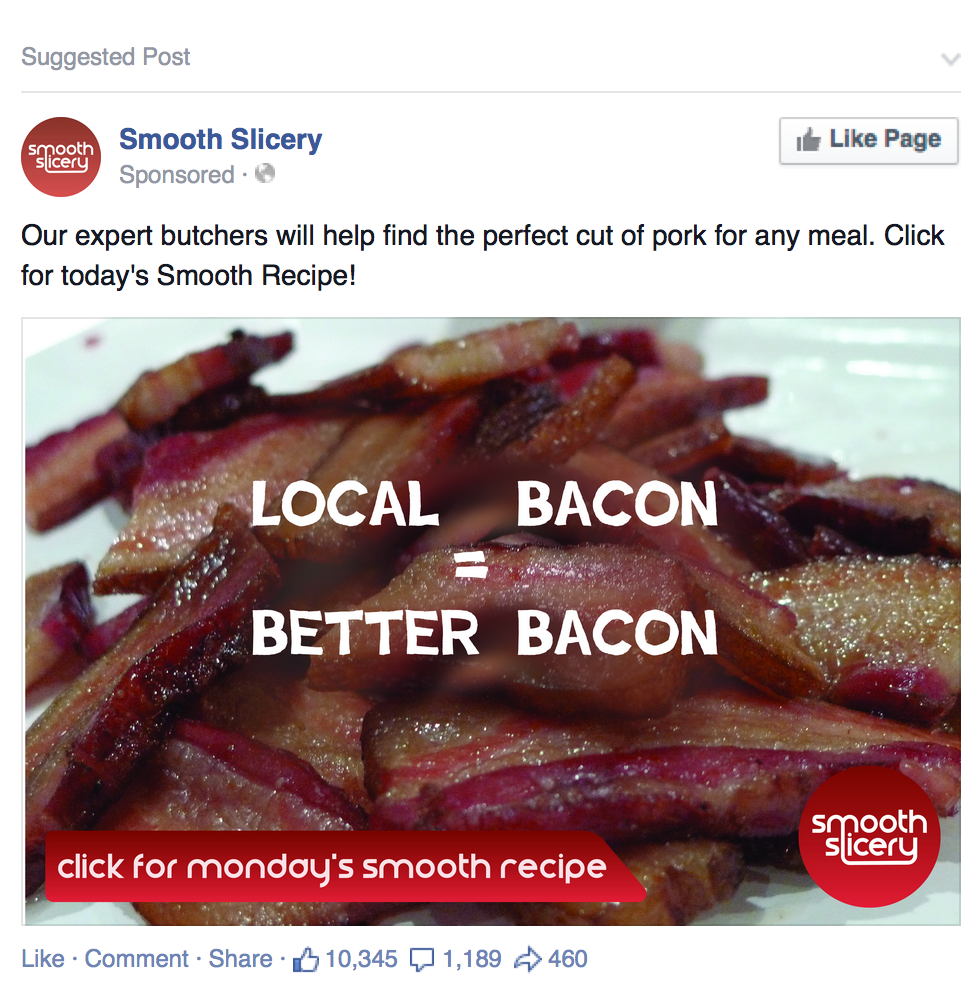 Suggested Post
smooth
slicery
Smooth Slicery
Sponsored ·
Like Page
Our expert butchers will help find the perfect cut of pork for any meal. Click
for today's Smooth Recipe!
LOCAL BACON
=
BETTER BACON
click for monday's smooth recipe
smooth
slicery
Like · Comment · Share · 10,345 1,189 460